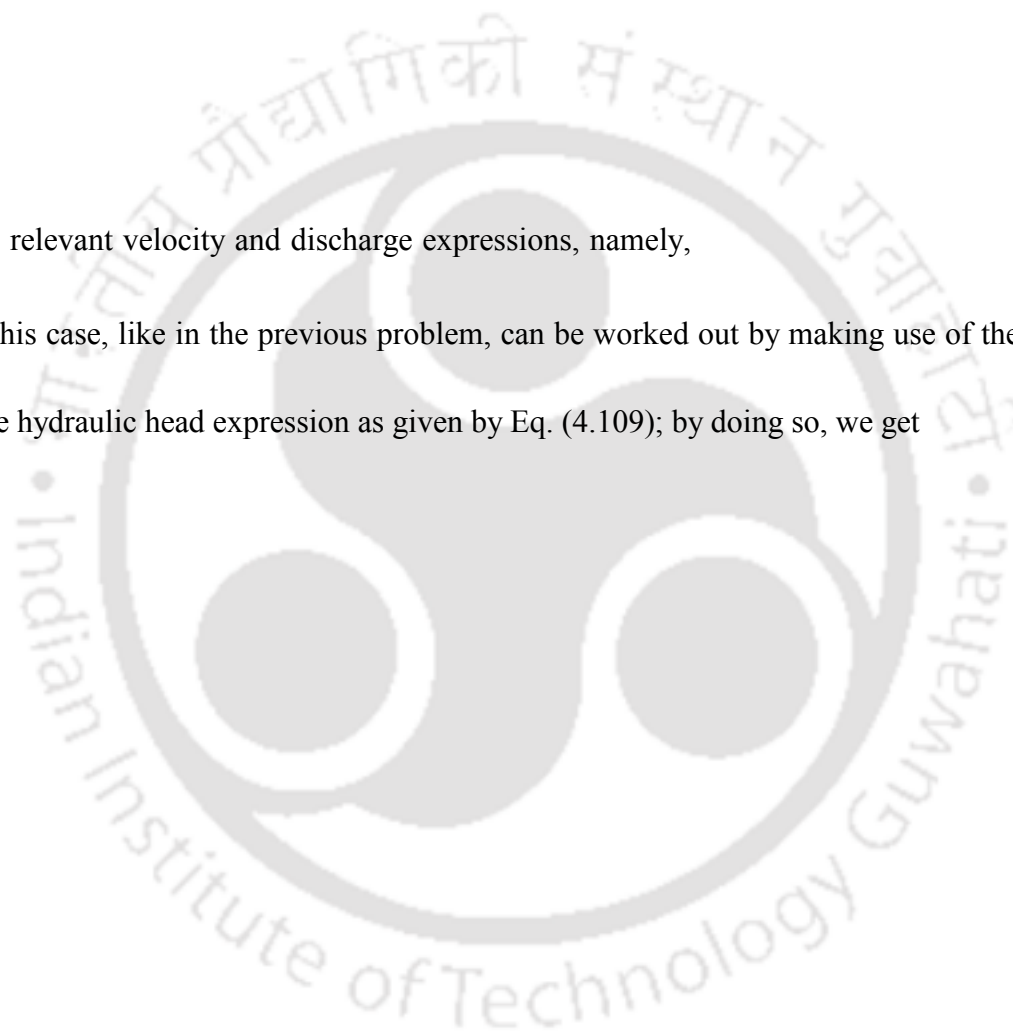 भारतीय प्रौद्योगिकी संस्थान गुवाहाटी
relevant velocity and discharge expressions, namely,
his case, like in the previous problem, can be worked out by making use of the
e hydraulic head expression as given by Eq. (4.109); by doing so, we get
• Indian Institute of Technology Guwahati •